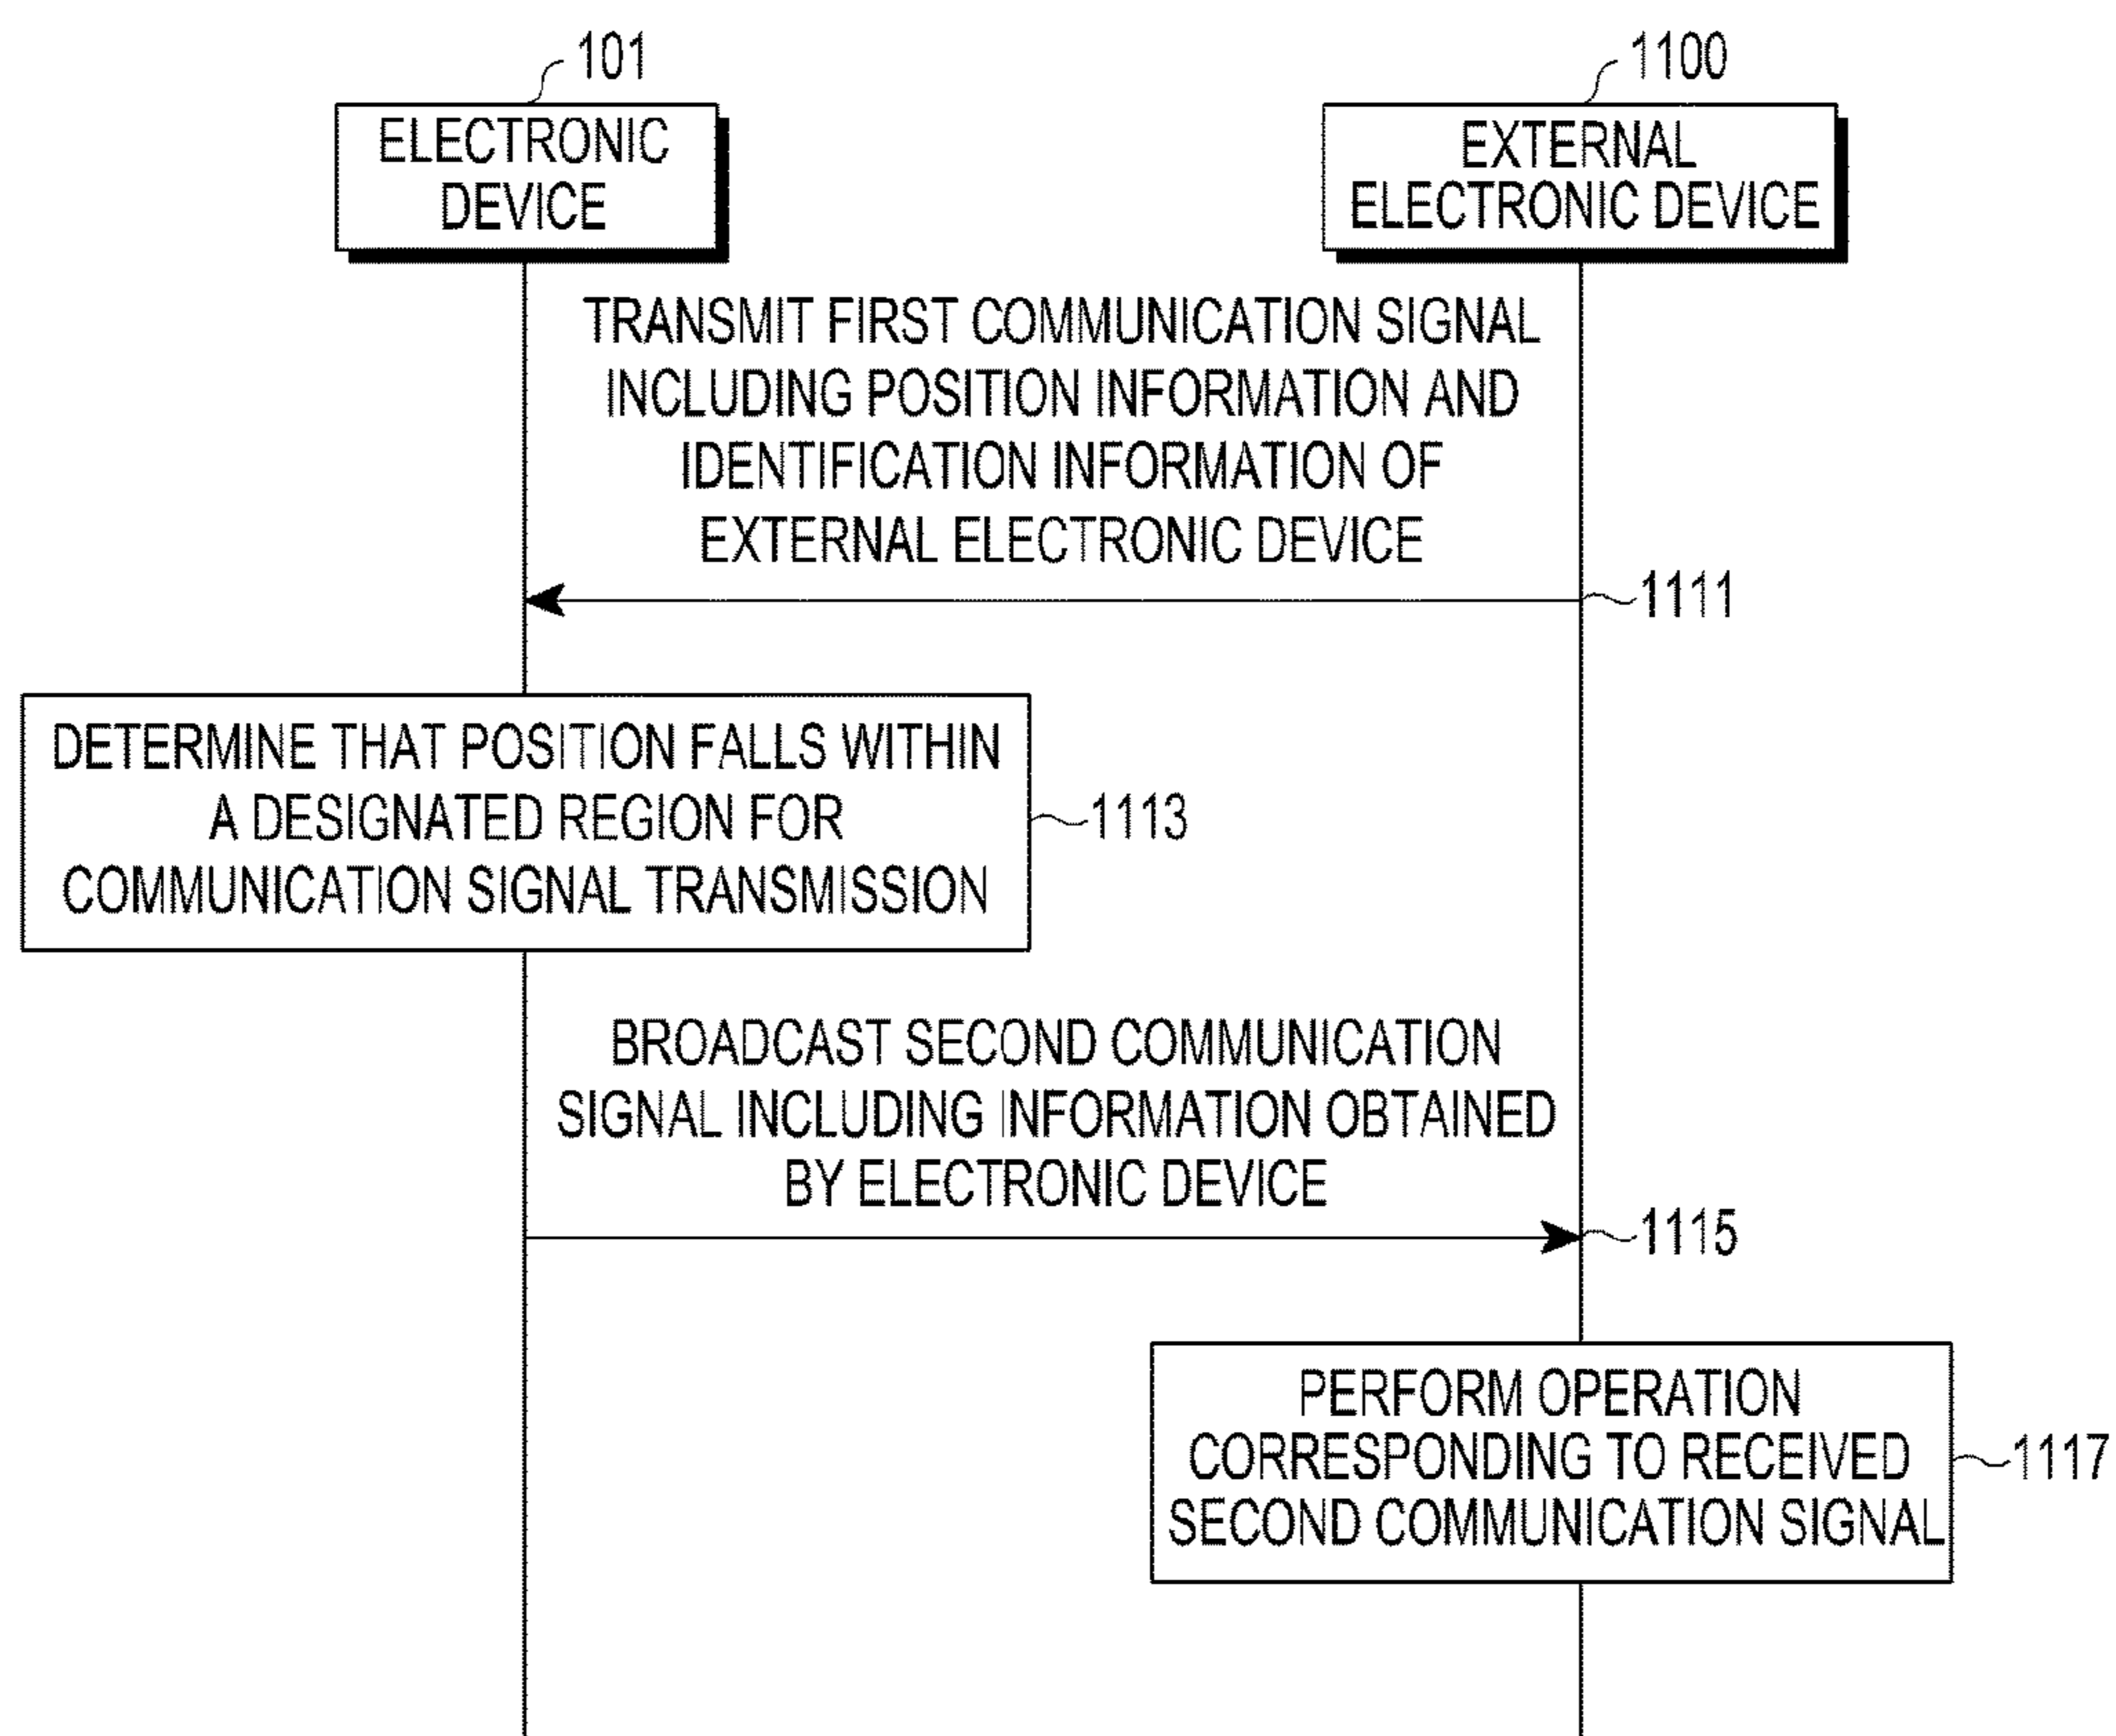 101
1100
ELECTRONIC
DEVICE
EXTERNAL
ELECTRONIC DEVICE
TRANSMIT FIRST COMMUNICATION SIGNAL
INCLUDING POSITION INFORMATION AND
IDENTIFICATION INFORMATION OF
EXTERNAL ELECTRONIC DEVICE
1111
DETERMINE THAT POSITION FALLS WITHIN
A DESIGNATED REGION FOR
COMMUNICATION SIGNAL TRANSMISSION
1113
BROADCAST SECOND COMMUNICATION
SIGNAL INCLUDING INFORMATION OBTAINED
BY ELECTRONIC DEVICE
1115
PERFORM OPERATION
CORRESPONDING TO RECEIVED
SECOND COMMUNICATION SIGNAL
1117